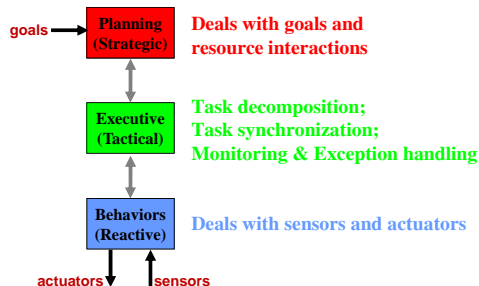 goals
Planning
(Strategic)
Deals with goals and
resource interactions
Executive
(Tactical)
Task decomposition;
Task synchronization;
Monitoring & Exception handling
Behaviors
(Reactive)
Deals with sensors and actuators
actuators
sensors